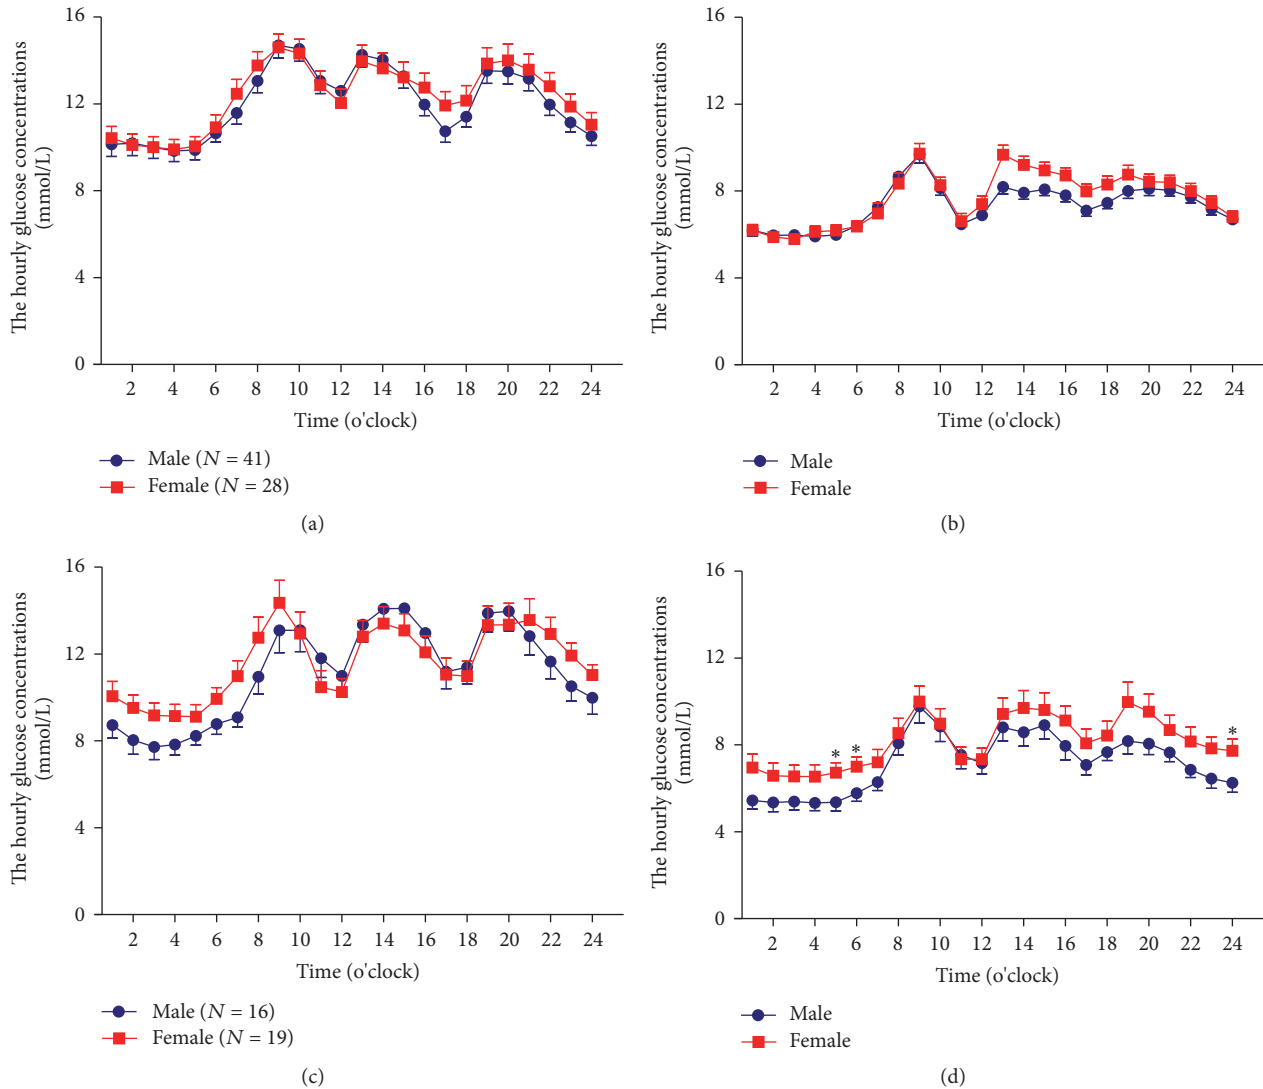 The hourly glucose concentrations
(mmol/L)
16
12
8
4
0
2 4 6 8 10 12 14 16 18 20 22 24
Time (o'clock)
Male (N = 41)
Female (N = 28)
(a)
The hourly glucose concentrations
(mmol/L)
16
12
8
4
0
2 4 6 8 10 12 14 16 18 20 22 24
Time (o'clock)
Male
Female
(b)
The hourly glucose concentrations
(mmol/L)
16
12
8
4
0
2 4 6 8 10 12 14 16 18 20 22 24
Time (o'clock)
Male (N = 16)
Female (N = 19)
(c)
The hourly glucose concentrations
(mmol/L)
16
12
8
4
0
* * *
2 4 6 8 10 12 14 16 18 20 22 24
Time (o'clock)
Male
Female
(d)